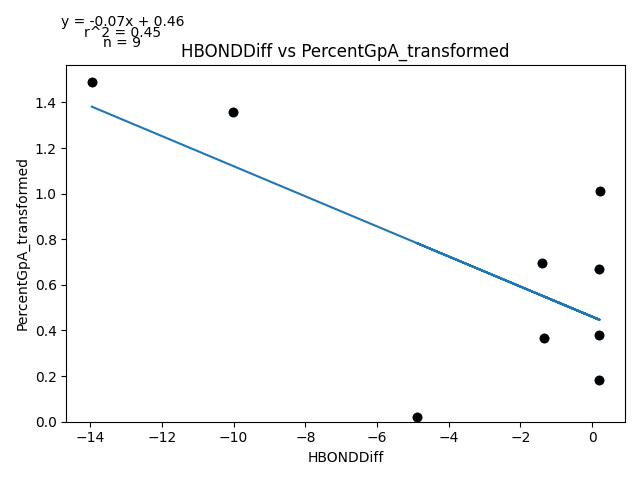 y = -0.07x + 0.46
r^2 = 0.45
n = 9
HBONDDiff vs PercentGpA_transformed
PercentGpA_transformed
1.4
1.2
1.0
0.8
0.6
0.4
0.2
0.0
−14 −12 −10 −8 −6 −4 −2 0
HBONDDiff